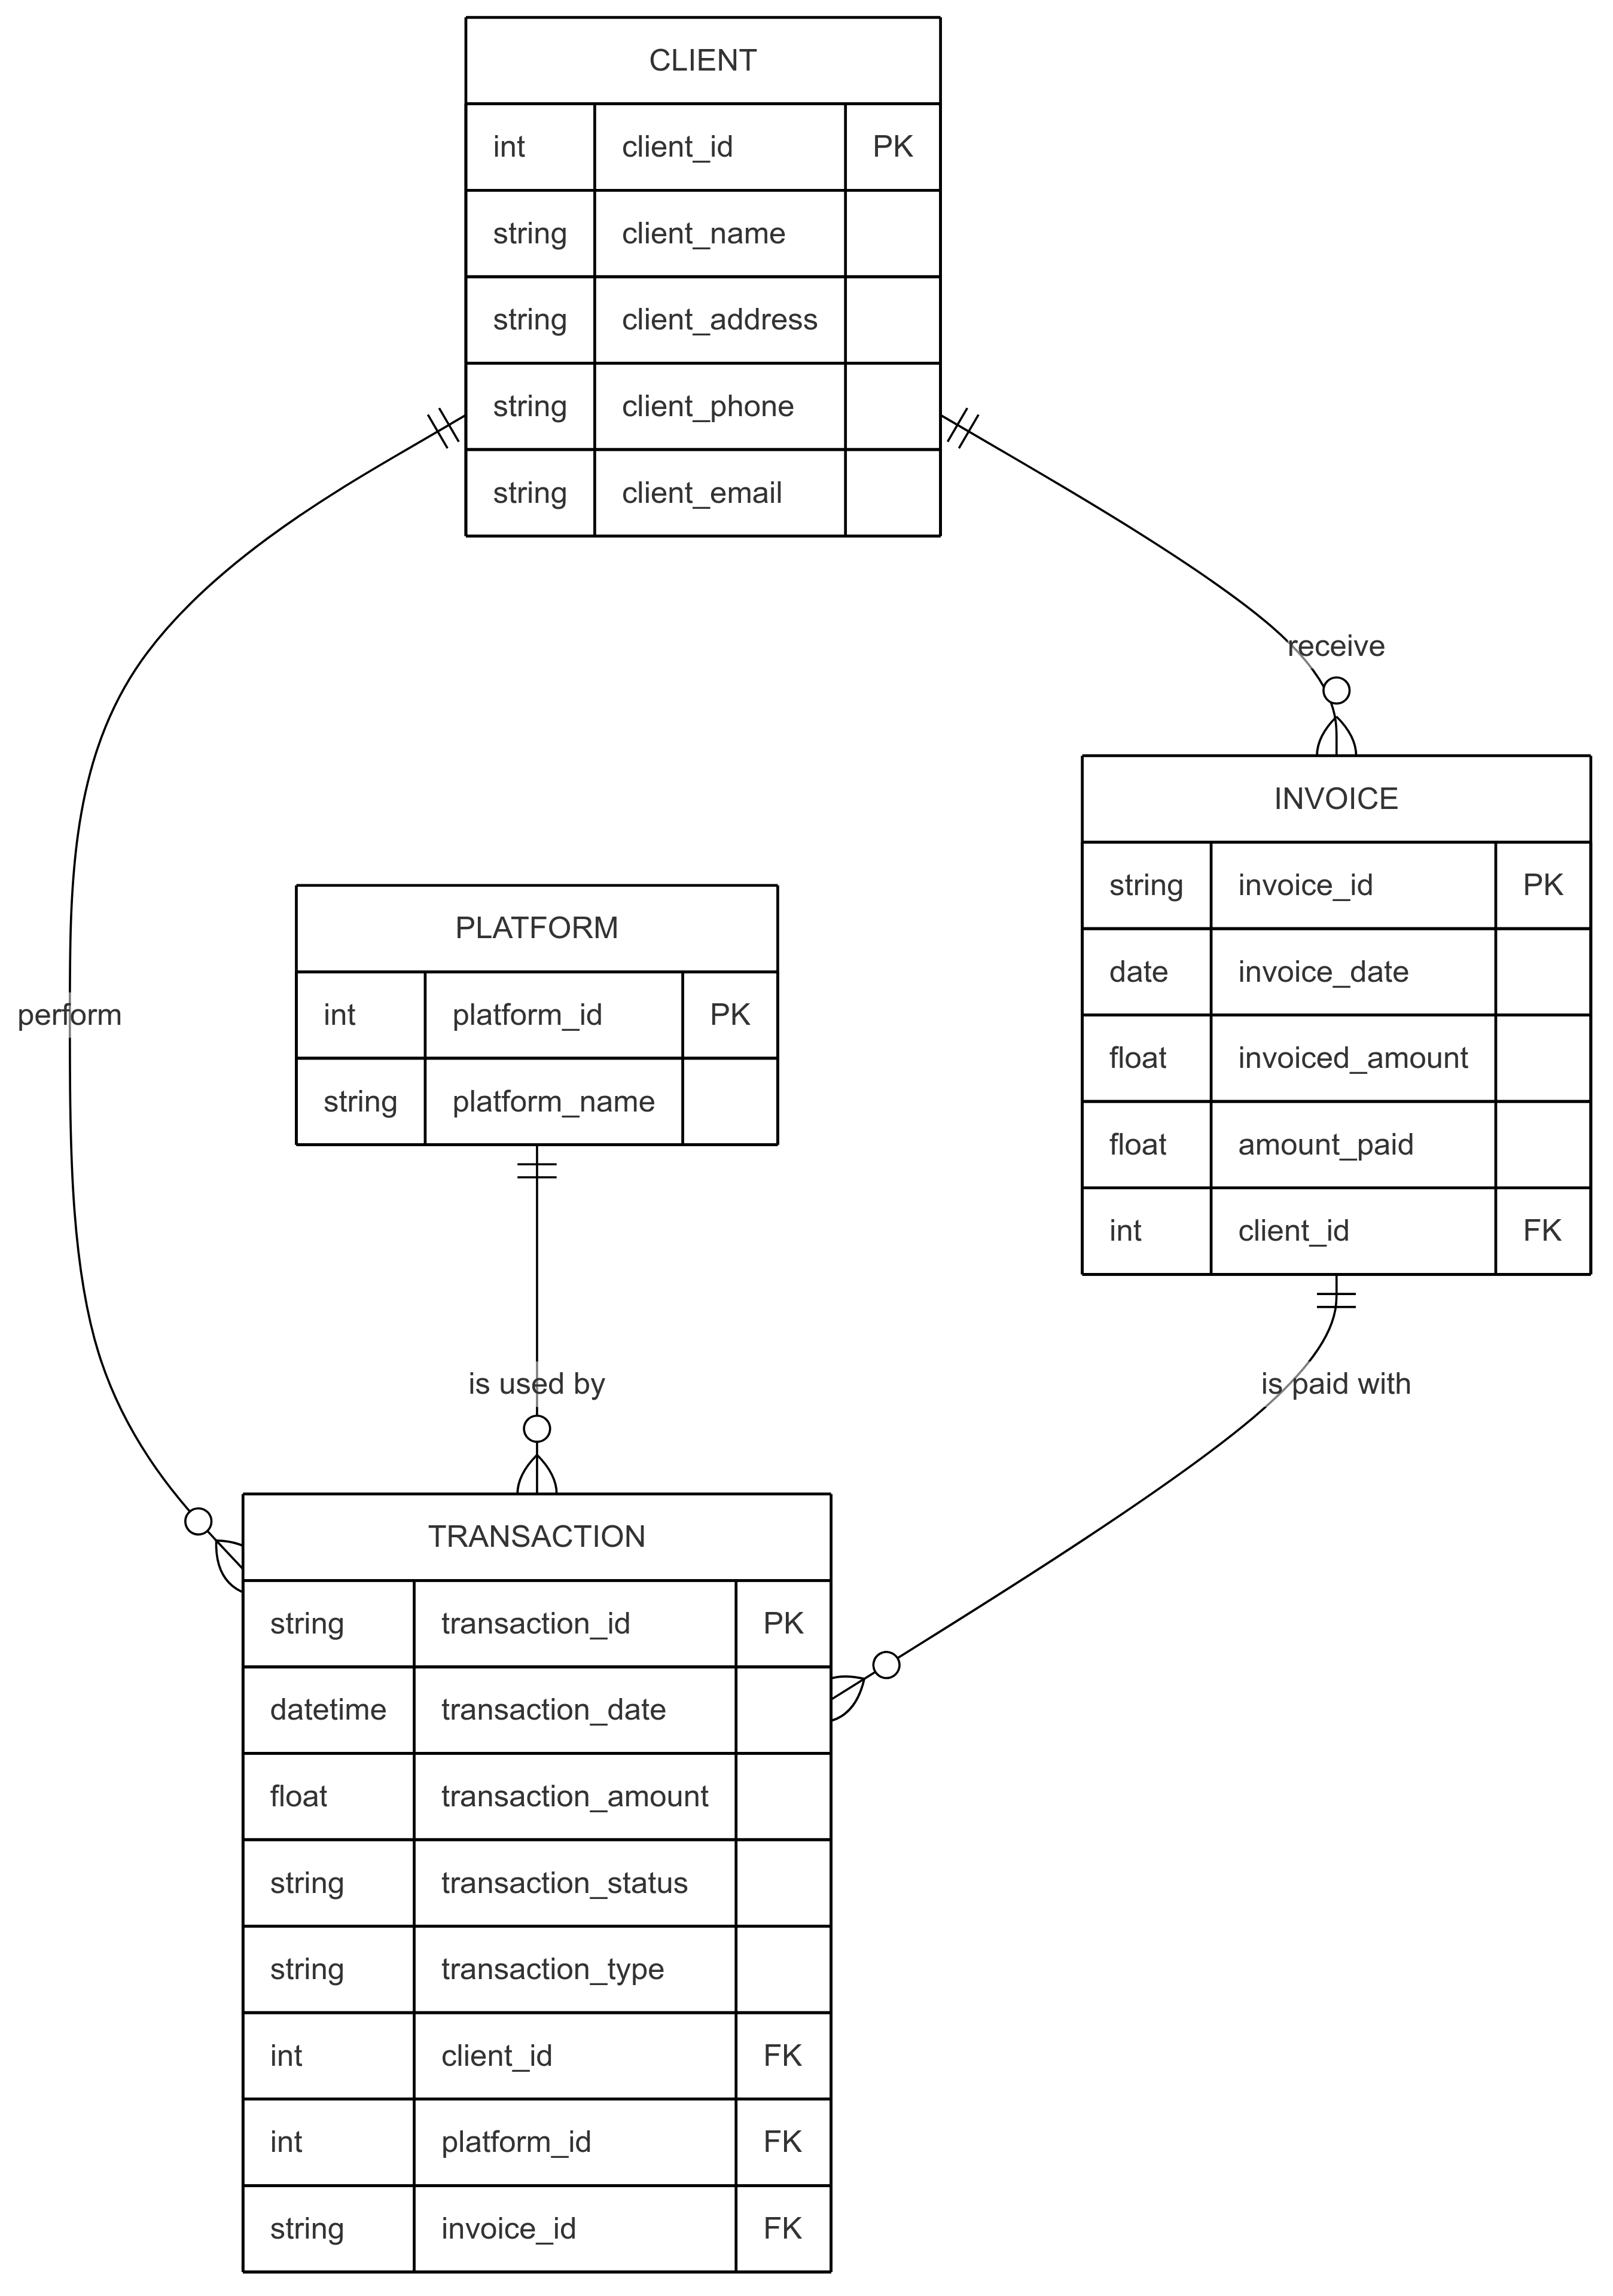 CLIENT
int client_id PK
string client_name
string client_address
string client_phone
string client_email
receive
INVOICE
string invoice_id PK
date invoice_date
float invoiced_amount
float amount_paid
int client_id FK
PLATFORM
int platform_id PK
string platform_name
perform
is used by
is paid with
TRANSACTION
string transaction_id PK
datetime transaction_date
float transaction_amount
string transaction_status
string transaction_type
int client_id FK
int platform_id FK
string invoice_id FK